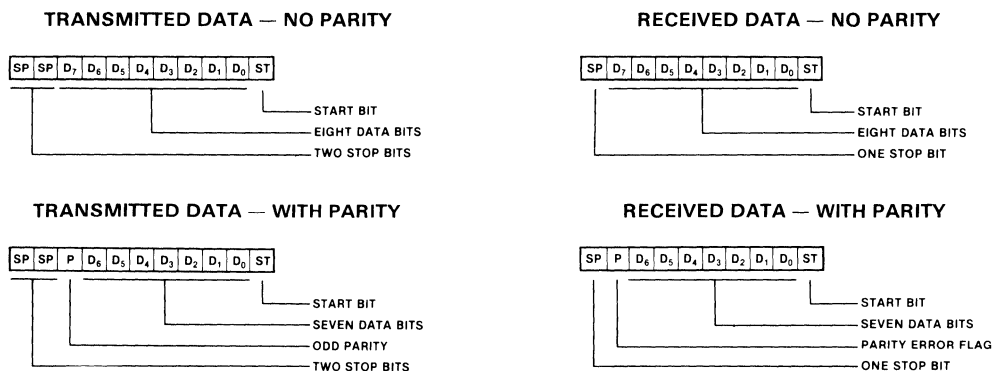 TRANSMITTED DATA — NO PARITY
SP SP D₇ D₆ D₅ D₄ D₃ D₂ D₁ D₀ ST
START BIT
EIGHT DATA BITS
TWO STOP BITS
RECEIVED DATA — NO PARITY
SP D₇ D₆ D₅ D₄ D₃ D₂ D₁ D₀ ST
START BIT
EIGHT DATA BITS
ONE STOP BIT
TRANSMITTED DATA — WITH PARITY
SP SP P D₆ D₅ D₄ D₃ D₂ D₁ D₀ ST
START BIT
SEVEN DATA BITS
ODD PARITY
TWO STOP BITS
RECEIVED DATA — WITH PARITY
SP P D₆ D₅ D₄ D₃ D₂ D₁ D₀ ST
START BIT
SEVEN DATA BITS
PARITY ERROR FLAG
ONE STOP BIT